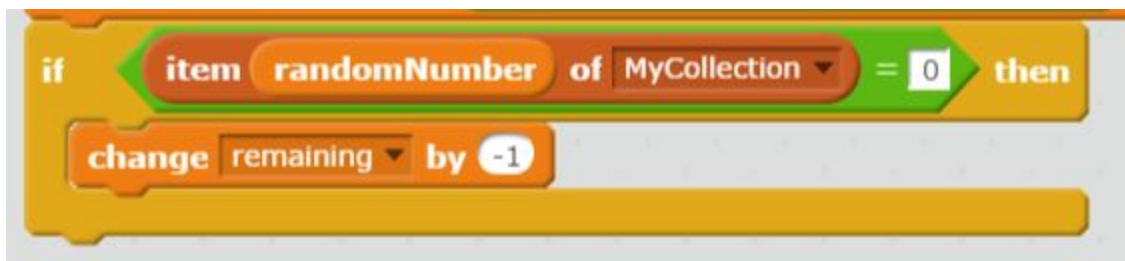 if item randomNumber of MyCollection = 0 then
change remaining by -1